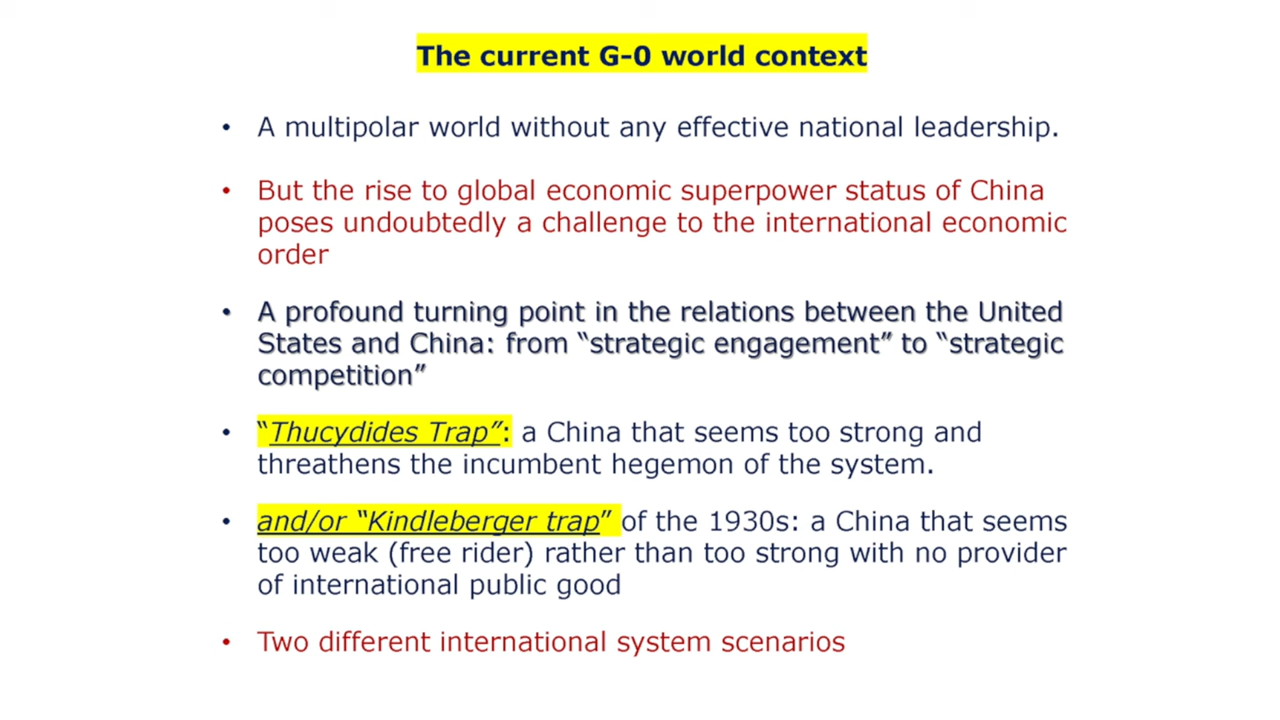 The current G-0 world context
• A multipolar world without any effective national leadership.
• But the rise to global economic superpower status of China
poses undoubtedly a challenge to the international economic
order
• A profound turning point in the relations between the United
States and China: from “strategic engagement” to “strategic
competition”
• “Thucydides Trap”: a China that seems too strong and
threathens the incumbent hegemon of the system.
• and/or “Kindleberger trap” of the 1930s: a China that seems
too weak (free rider) rather than too strong with no provider
of international public good
• Two different international system scenarios